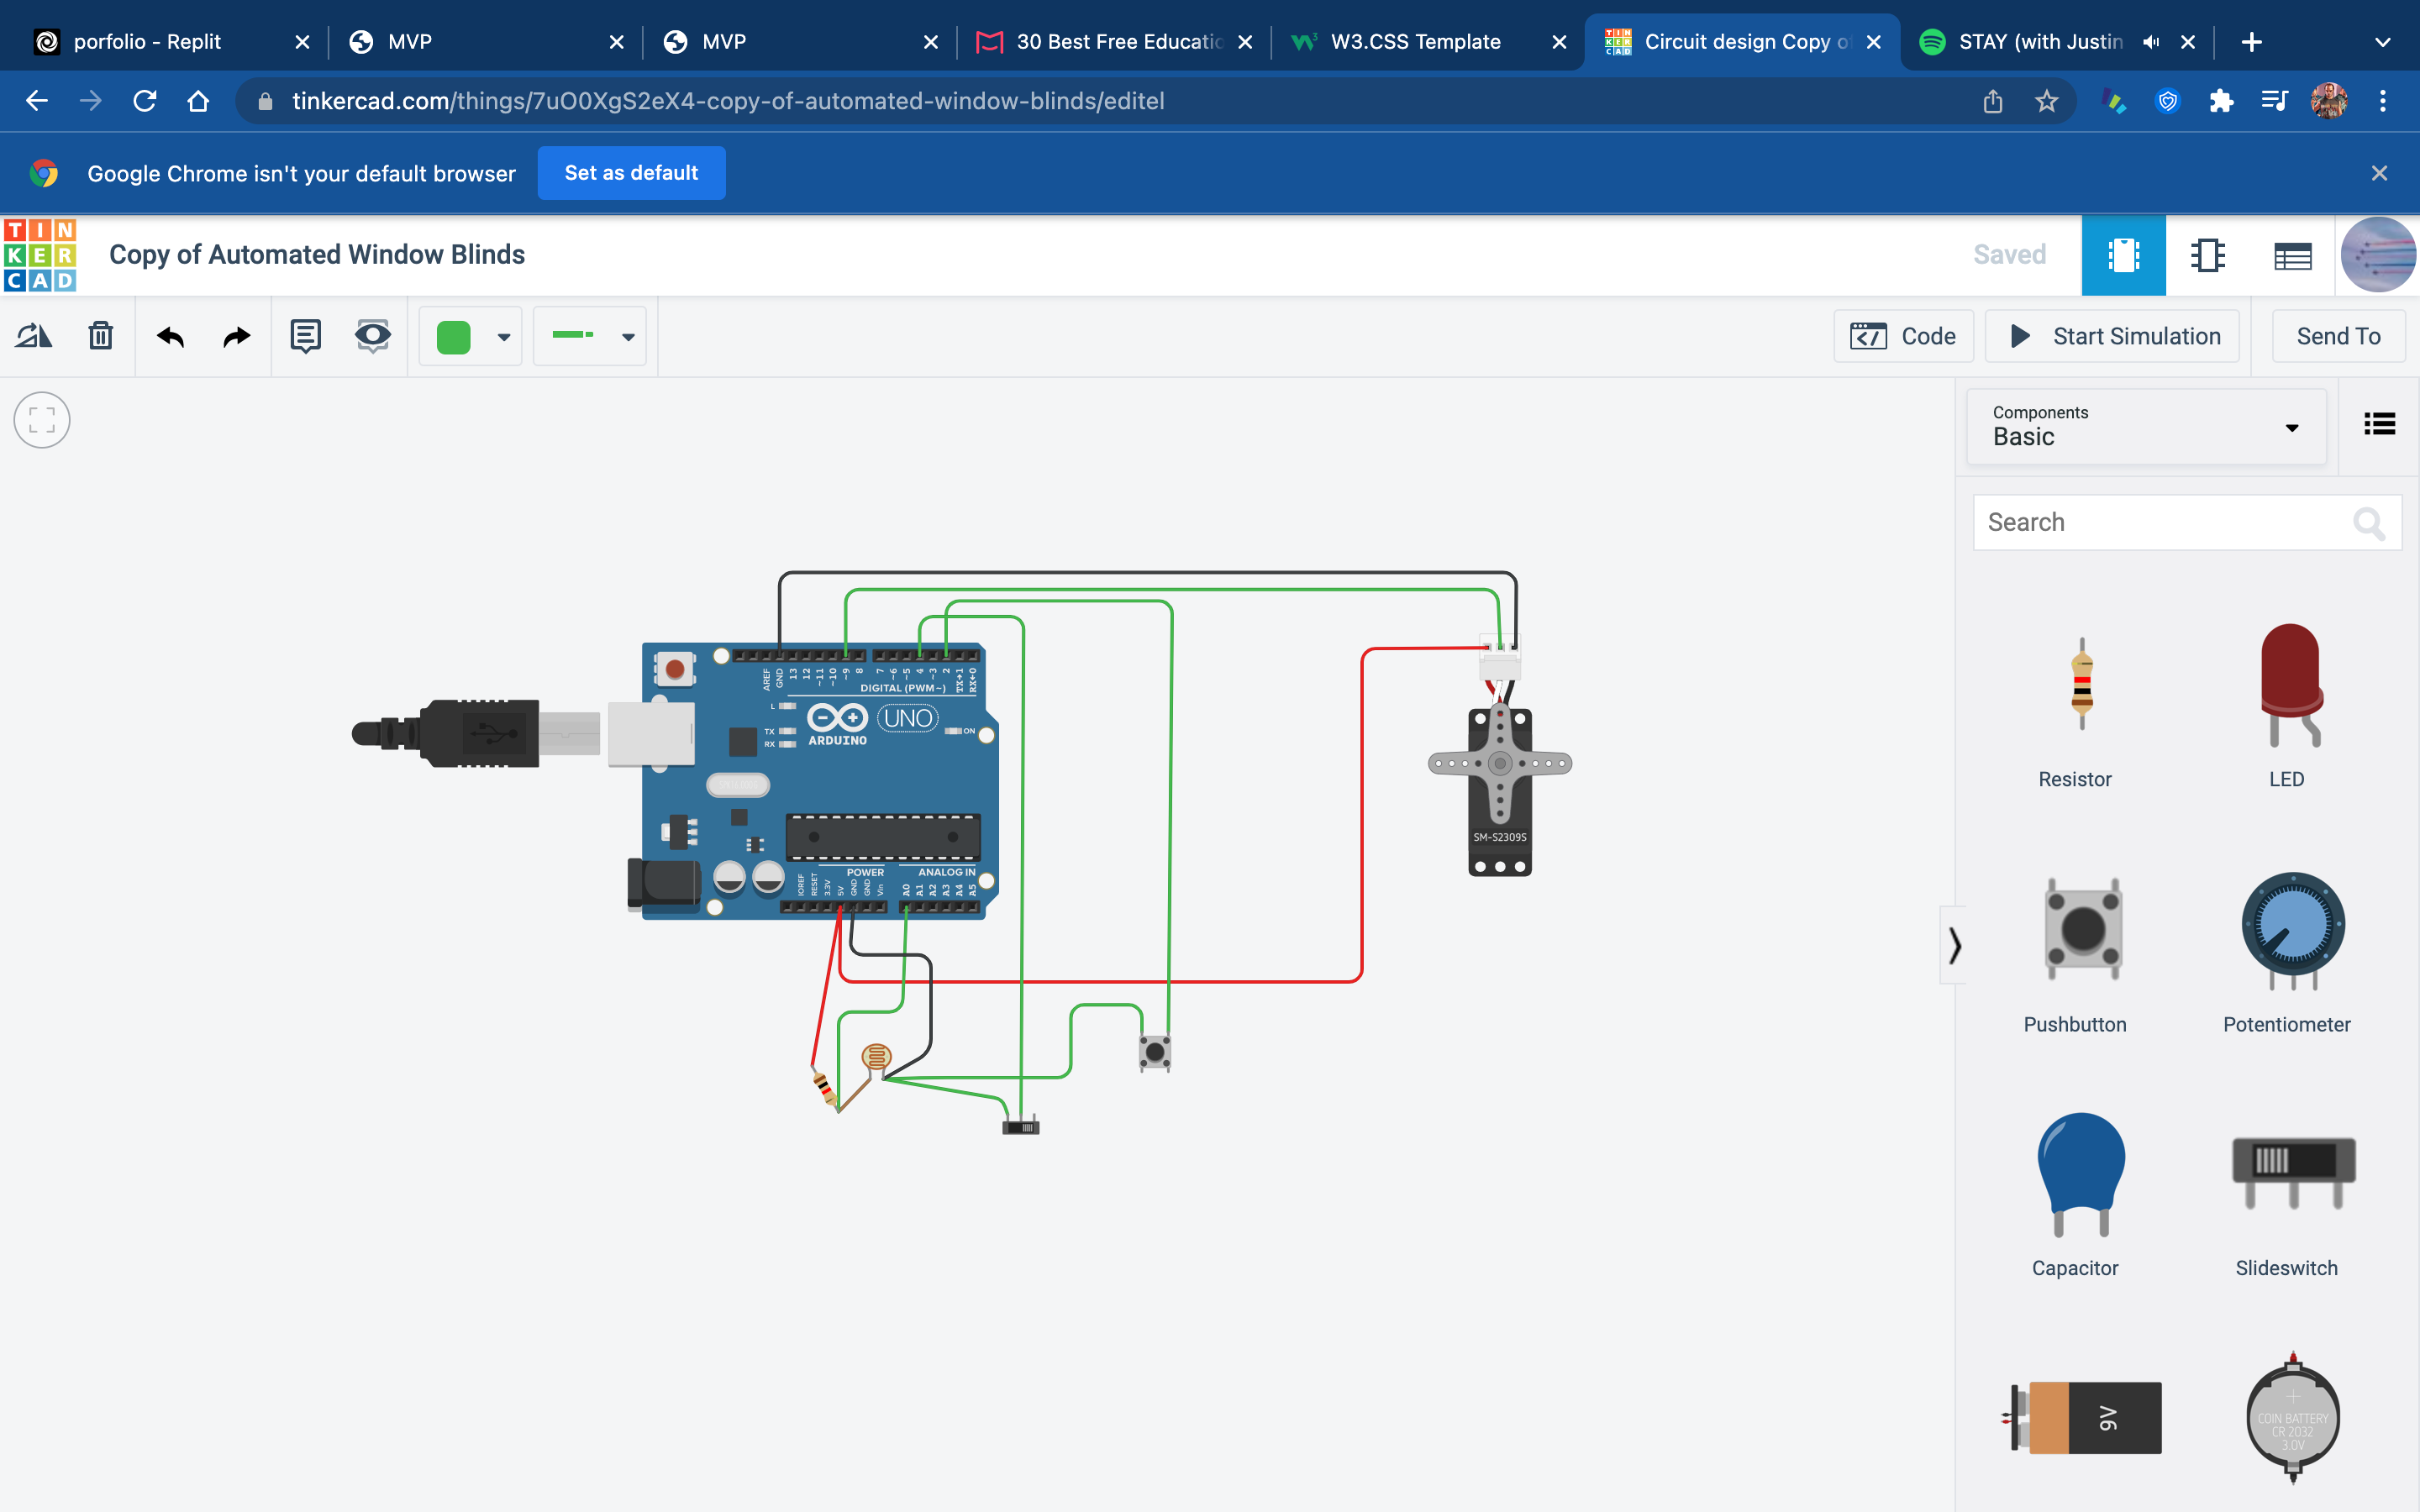 porfolio - Replit
MVP
MVP
30 Best Free Educatio
W3.CSS Template
Circuit design Copy of
STAY (with Justin
tinkercad.com/things/7uO0XgS2eX4-copy-of-automated-window-blinds/editel
Google Chrome isn't your default browser
Set as default
TIN
KER
CAD
Copy of Automated Window Blinds
Saved
Code
Start Simulation
Send To
Components
Basic
Search
AREF
GND
13
12
~11
~10
~9
8
7
~6
~5
4
~3
2
TX→1
RX←0
DIGITAL (PWM~)
L
TX
RX
ARDUINO
UNO
ON
POWER
ANALOG IN
IOREF
RESET
3.3V
5V
GND
GND
Vin
A0
A1
A2
A3
A4
A5
SM-S2309S
Resistor
LED
Pushbutton
Potentiometer
Capacitor
Slideswitch
9V
COIN BATTERY
CR 2032
3.0V